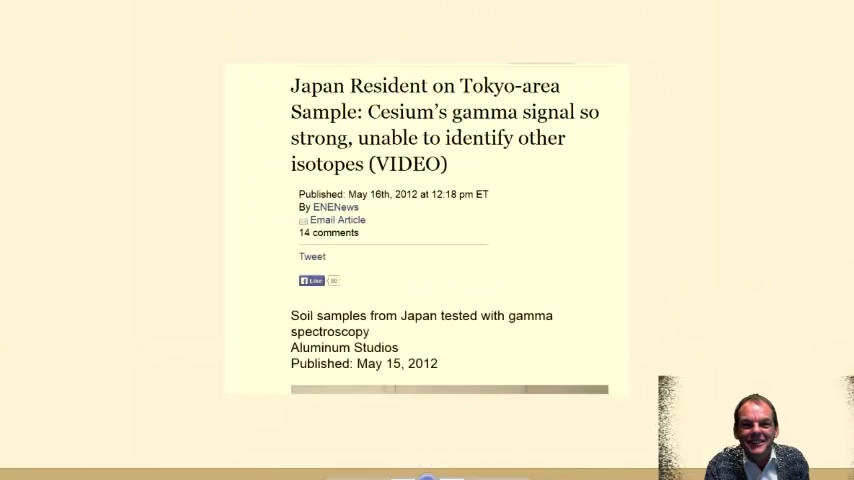 Japan Resident on Tokyo-area
Sample: Cesium's gamma signal so
strong, unable to identify other
isotopes (VIDEO)
Published: May 16th, 2012 at 12:18 pm ET
By ENENews
Email Article
14 comments
Tweet
Like
Soil samples from Japan tested with gamma
spectroscopy
Aluminum Studios
Published: May 15, 2012